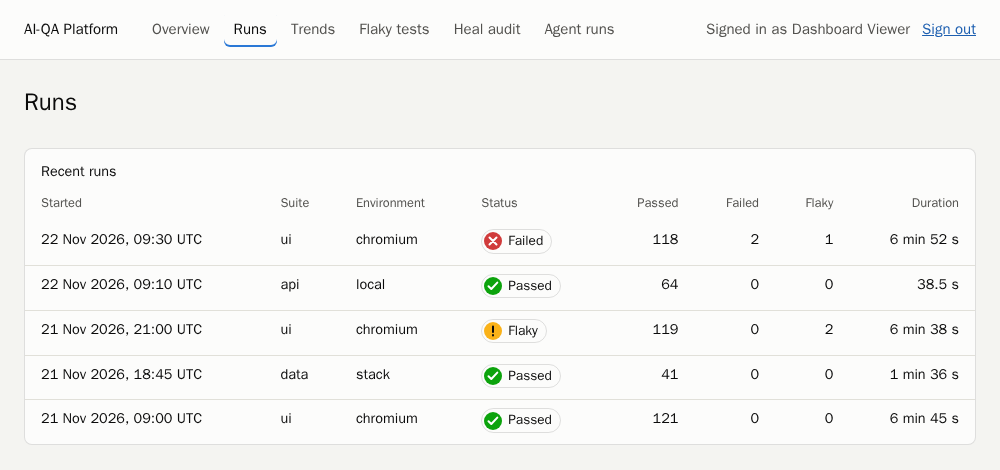 AI-QA Platform Overview Runs Trends Flaky tests Heal audit Agent runs Signed in as Dashboard Viewer Sign out
Runs
Recent runs
Started Suite Environment Status Passed Failed Flaky Duration
22 Nov 2026, 09:30 UTC ui chromium Failed 118 2 1 6 min 52 s
22 Nov 2026, 09:10 UTC api local Passed 64 0 0 38.5 s
21 Nov 2026, 21:00 UTC ui chromium Flaky 119 0 2 6 min 38 s
21 Nov 2026, 18:45 UTC data stack Passed 41 0 0 1 min 36 s
21 Nov 2026, 09:00 UTC ui chromium Passed 121 0 0 6 min 45 s